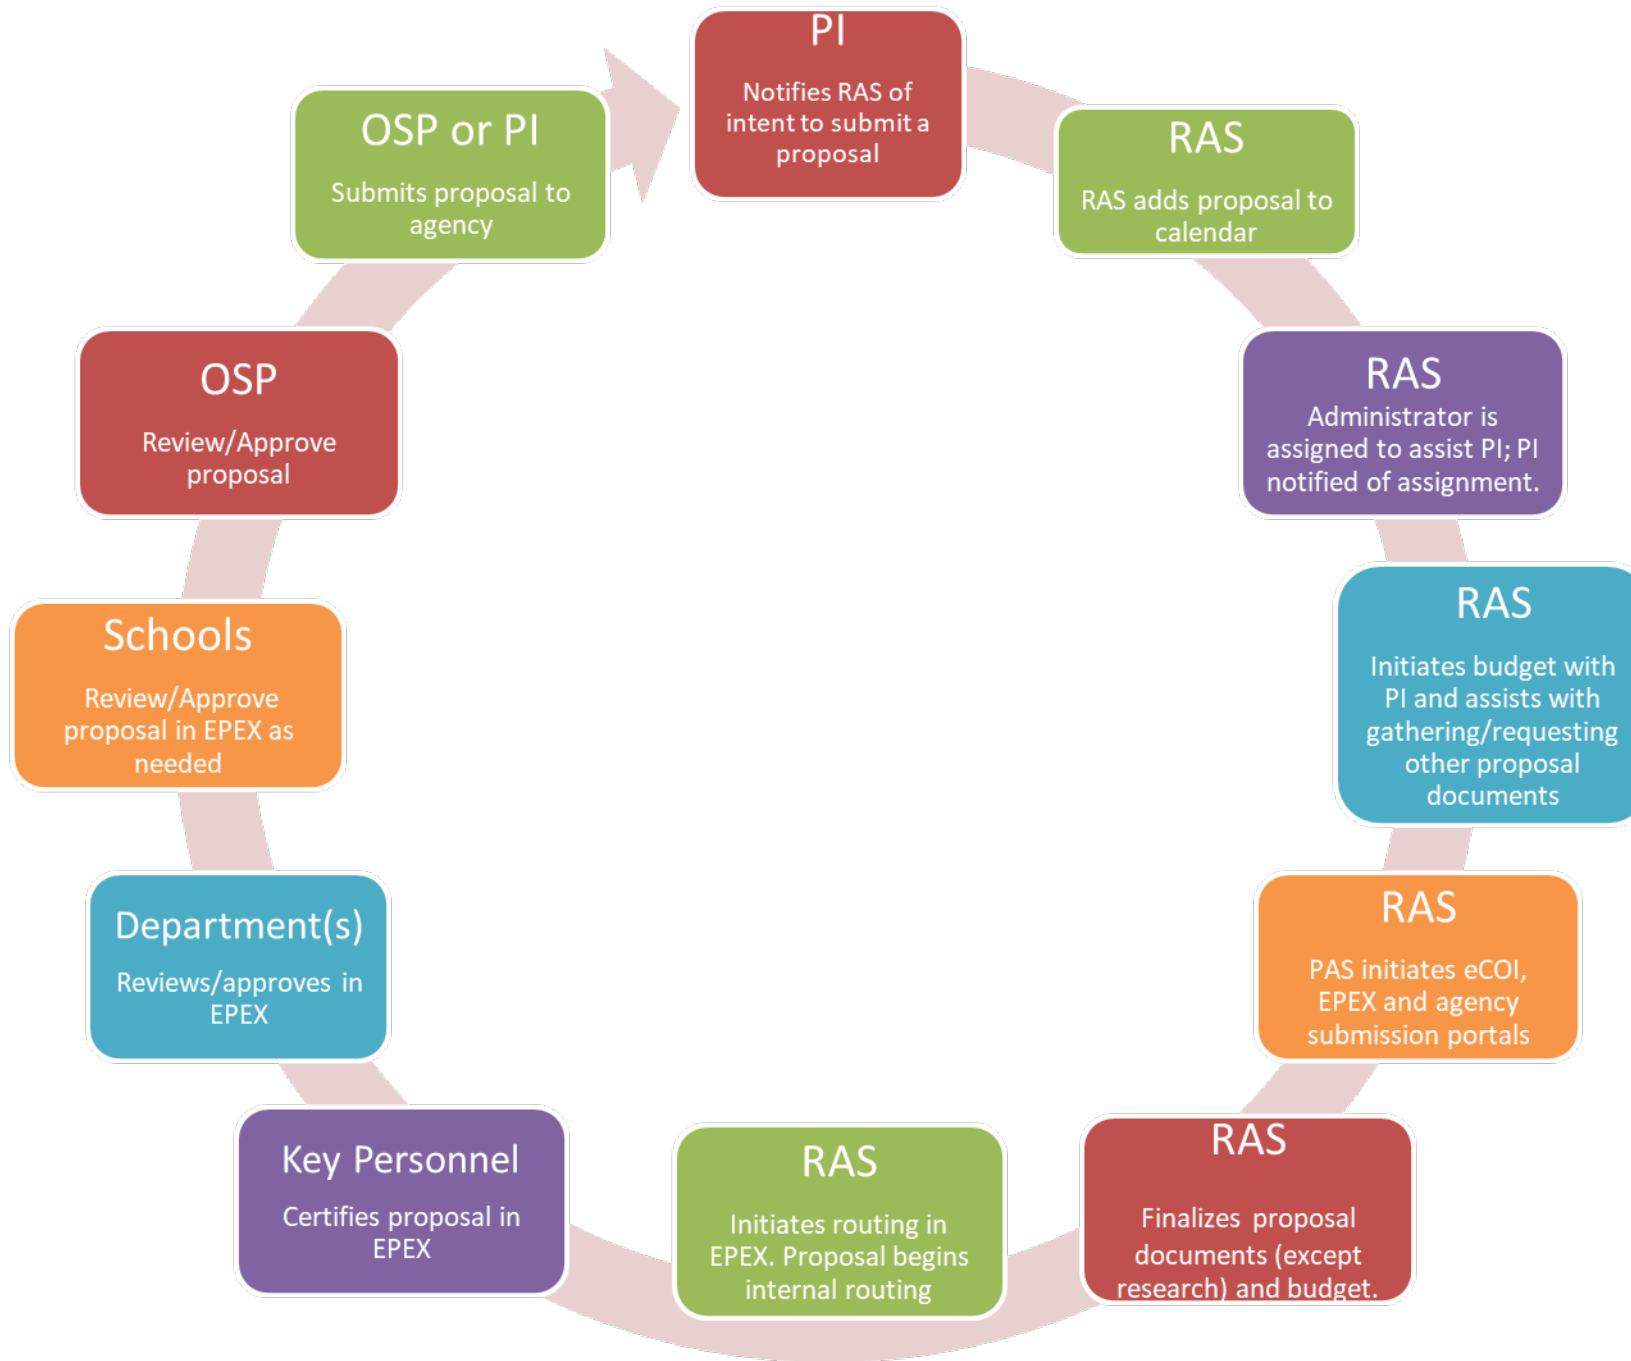 PI
Notifies RAS of
intent to submit a
proposal
RAS
RAS adds proposal to
calendar
RAS
Administrator is
assigned to assist PI; PI
notified of assignment.
RAS
Initiates budget with
PI and assists with
gathering/requesting
other proposal
documents
RAS
PAS initiates eCOI,
EPEX and agency
submission portals
RAS
Finalizes proposal
documents (except
research) and budget.
RAS
Initiates routing in
EPEX. Proposal begins
internal routing
Key Personnel
Certifies proposal in
EPEX
Department(s)
Reviews/approves in
EPEX
Schools
Review/Approve
proposal in EPEX as
needed
OSP
Review/Approve
proposal
OSP or PI
Submits proposal to
agency